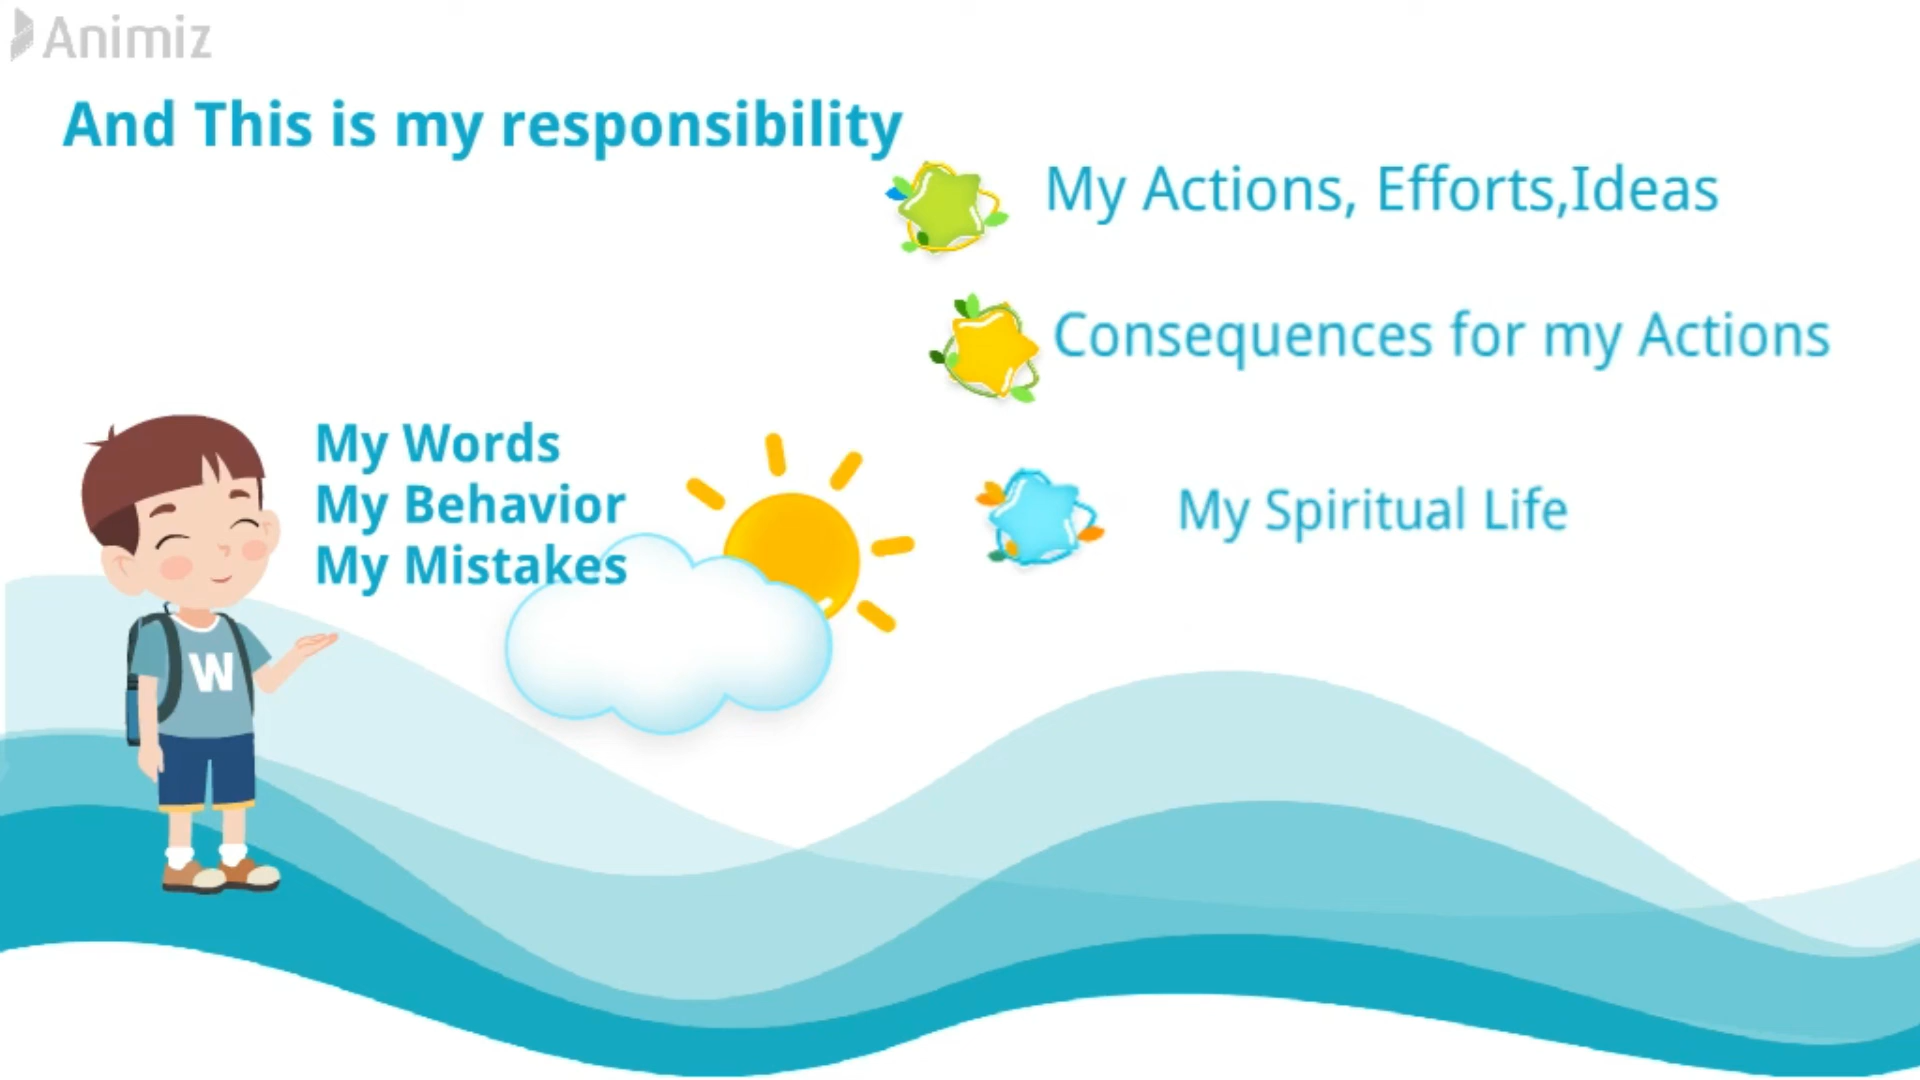 Animiz
And This is my responsibility
My Actions, Efforts,Ideas
Consequences for my Actions
My Words
My Behavior
My Mistakes
My Spiritual Life
W